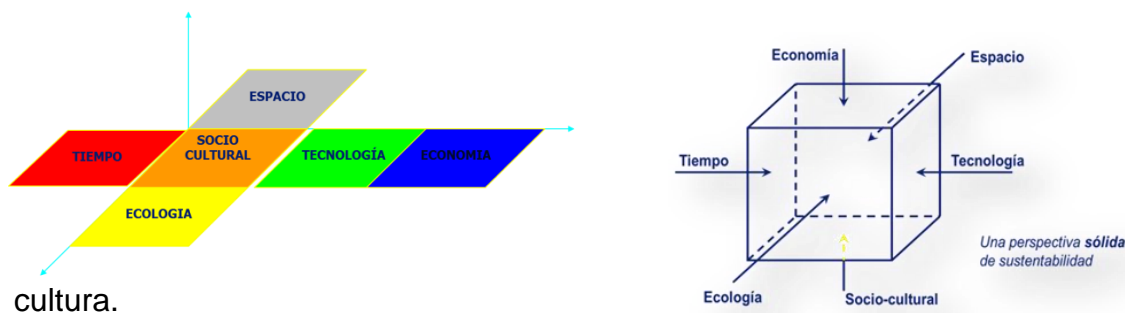 ESPACIO
TIEMPO
SOCIO
CULTURAL
TECNOLOGÍA
ECONOMIA
ECOLOGIA
cultura.
Economía
Espacio
Tiempo
Tecnología
Una perspectiva sólida
de sustentabilidad
Ecología
Socio-cultural